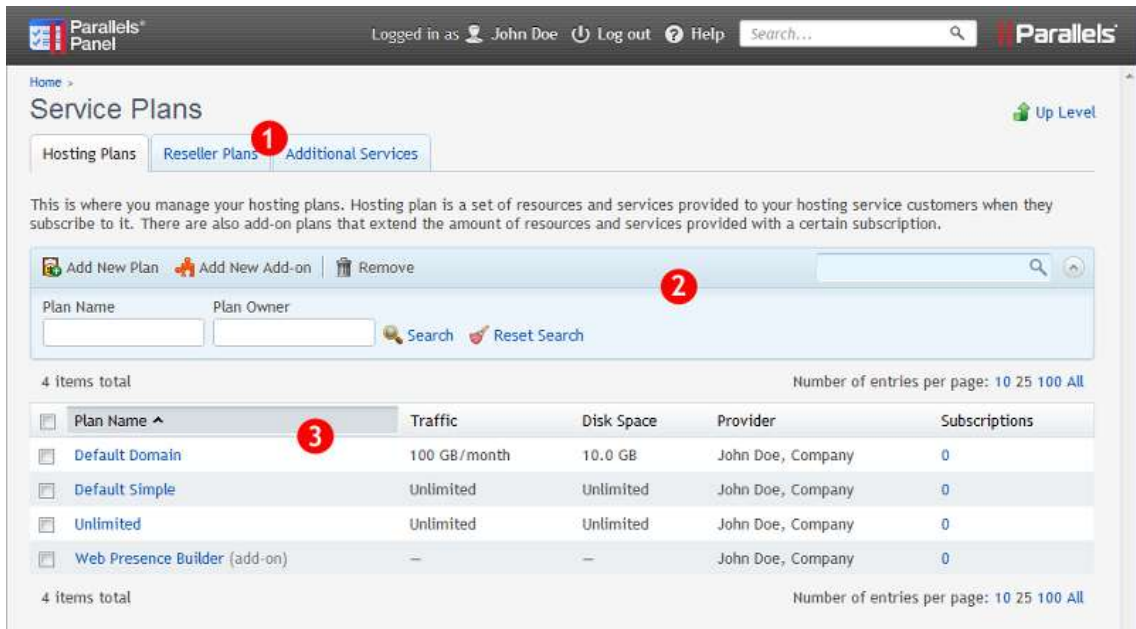 Parallels® Panel Logged in as John Doe Log out Help Search... Parallels®
Home >
Service Plans
Up Level
Hosting Plans Reseller Plans 1 Additional Services
This is where you manage your hosting plans. Hosting plan is a set of resources and services provided to your hosting service customers when they
subscribe to it. There are also add-on plans that extend the amount of resources and services provided with a certain subscription.
Add New Plan Add New Add-on Remove
2
Plan Name Plan Owner
Search Reset Search
4 items total Number of entries per page: 10 25 100 All
Plan Name Traffic Disk Space Provider Subscriptions
3
Default Domain 100 GB/month 10.0 GB John Doe, Company 0
Default Simple Unlimited Unlimited John Doe, Company 0
Unlimited Unlimited Unlimited John Doe, Company 0
Web Presence Builder (add-on) — — John Doe, Company 0
4 items total Number of entries per page: 10 25 100 All